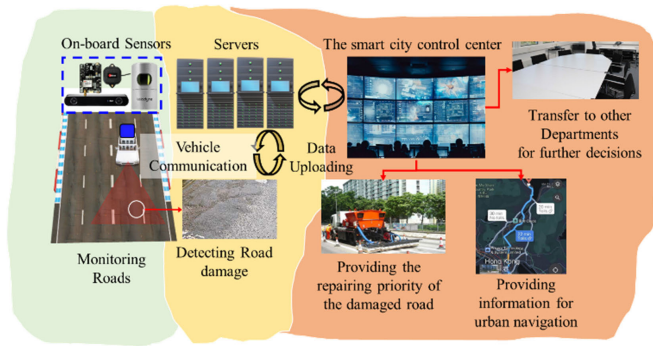 On-board Sensors
Servers
The smart city control center
Transfer to other
Departments
for further decisions
Vehicle
Communication
Data
Uploading
Monitoring
Roads
Detecting Road
damage
Providing the
repairing priority of
the damaged road
Hong Kong
Providing
information for
urban navigation